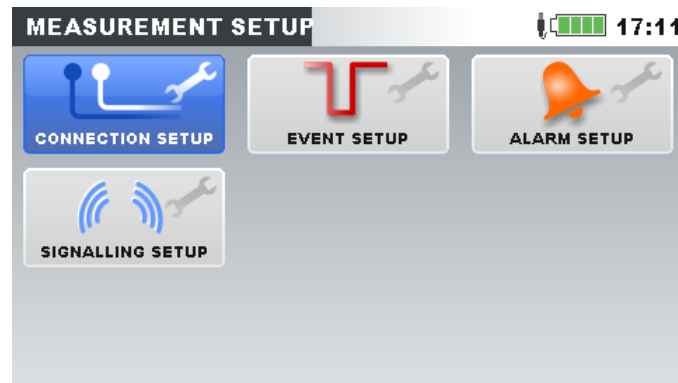 MEASUREMENT SETUP 17:11
CONNECTION SETUP EVENT SETUP ALARM SETUP
SIGNALLING SETUP